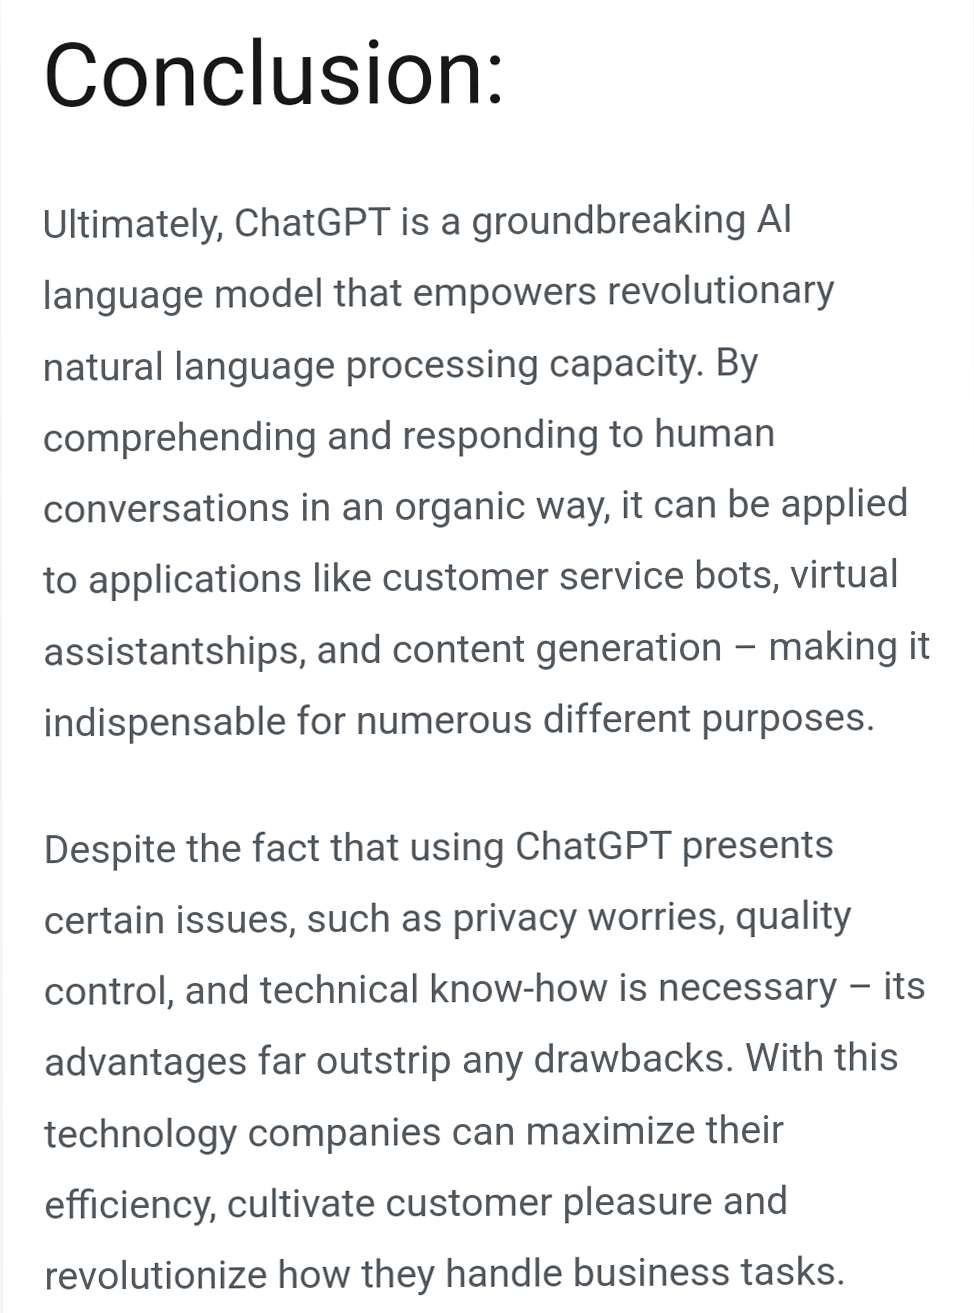 Conclusion:
Ultimately, ChatGPT is a groundbreaking AI
language model that empowers revolutionary
natural language processing capacity. By
comprehending and responding to human
conversations in an organic way, it can be applied
to applications like customer service bots, virtual
assistantships, and content generation – making it
indispensable for numerous different purposes.
Despite the fact that using ChatGPT presents
certain issues, such as privacy worries, quality
control, and technical know-how is necessary – its
advantages far outstrip any drawbacks. With this
technology companies can maximize their
efficiency, cultivate customer pleasure and
revolutionize how they handle business tasks.